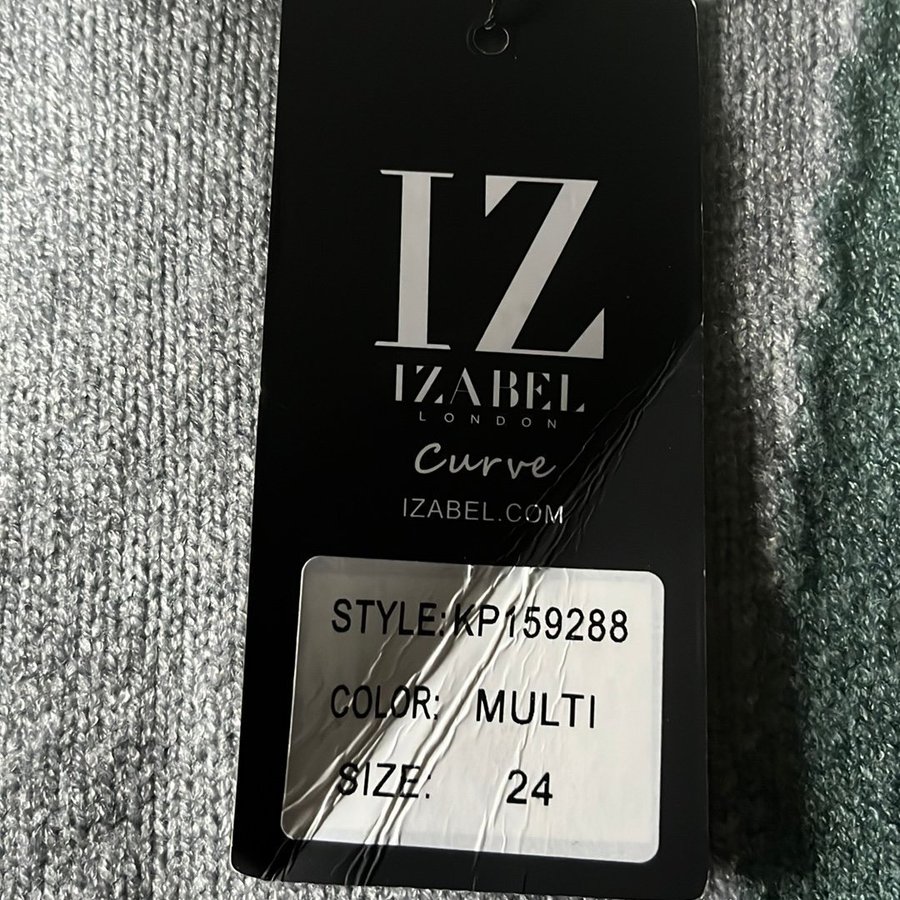 IZ
IZABEL
LONDON
Curve
IZABEL.COM
STYLE: KP159288
COLOR: MULTI
SIZE: 24